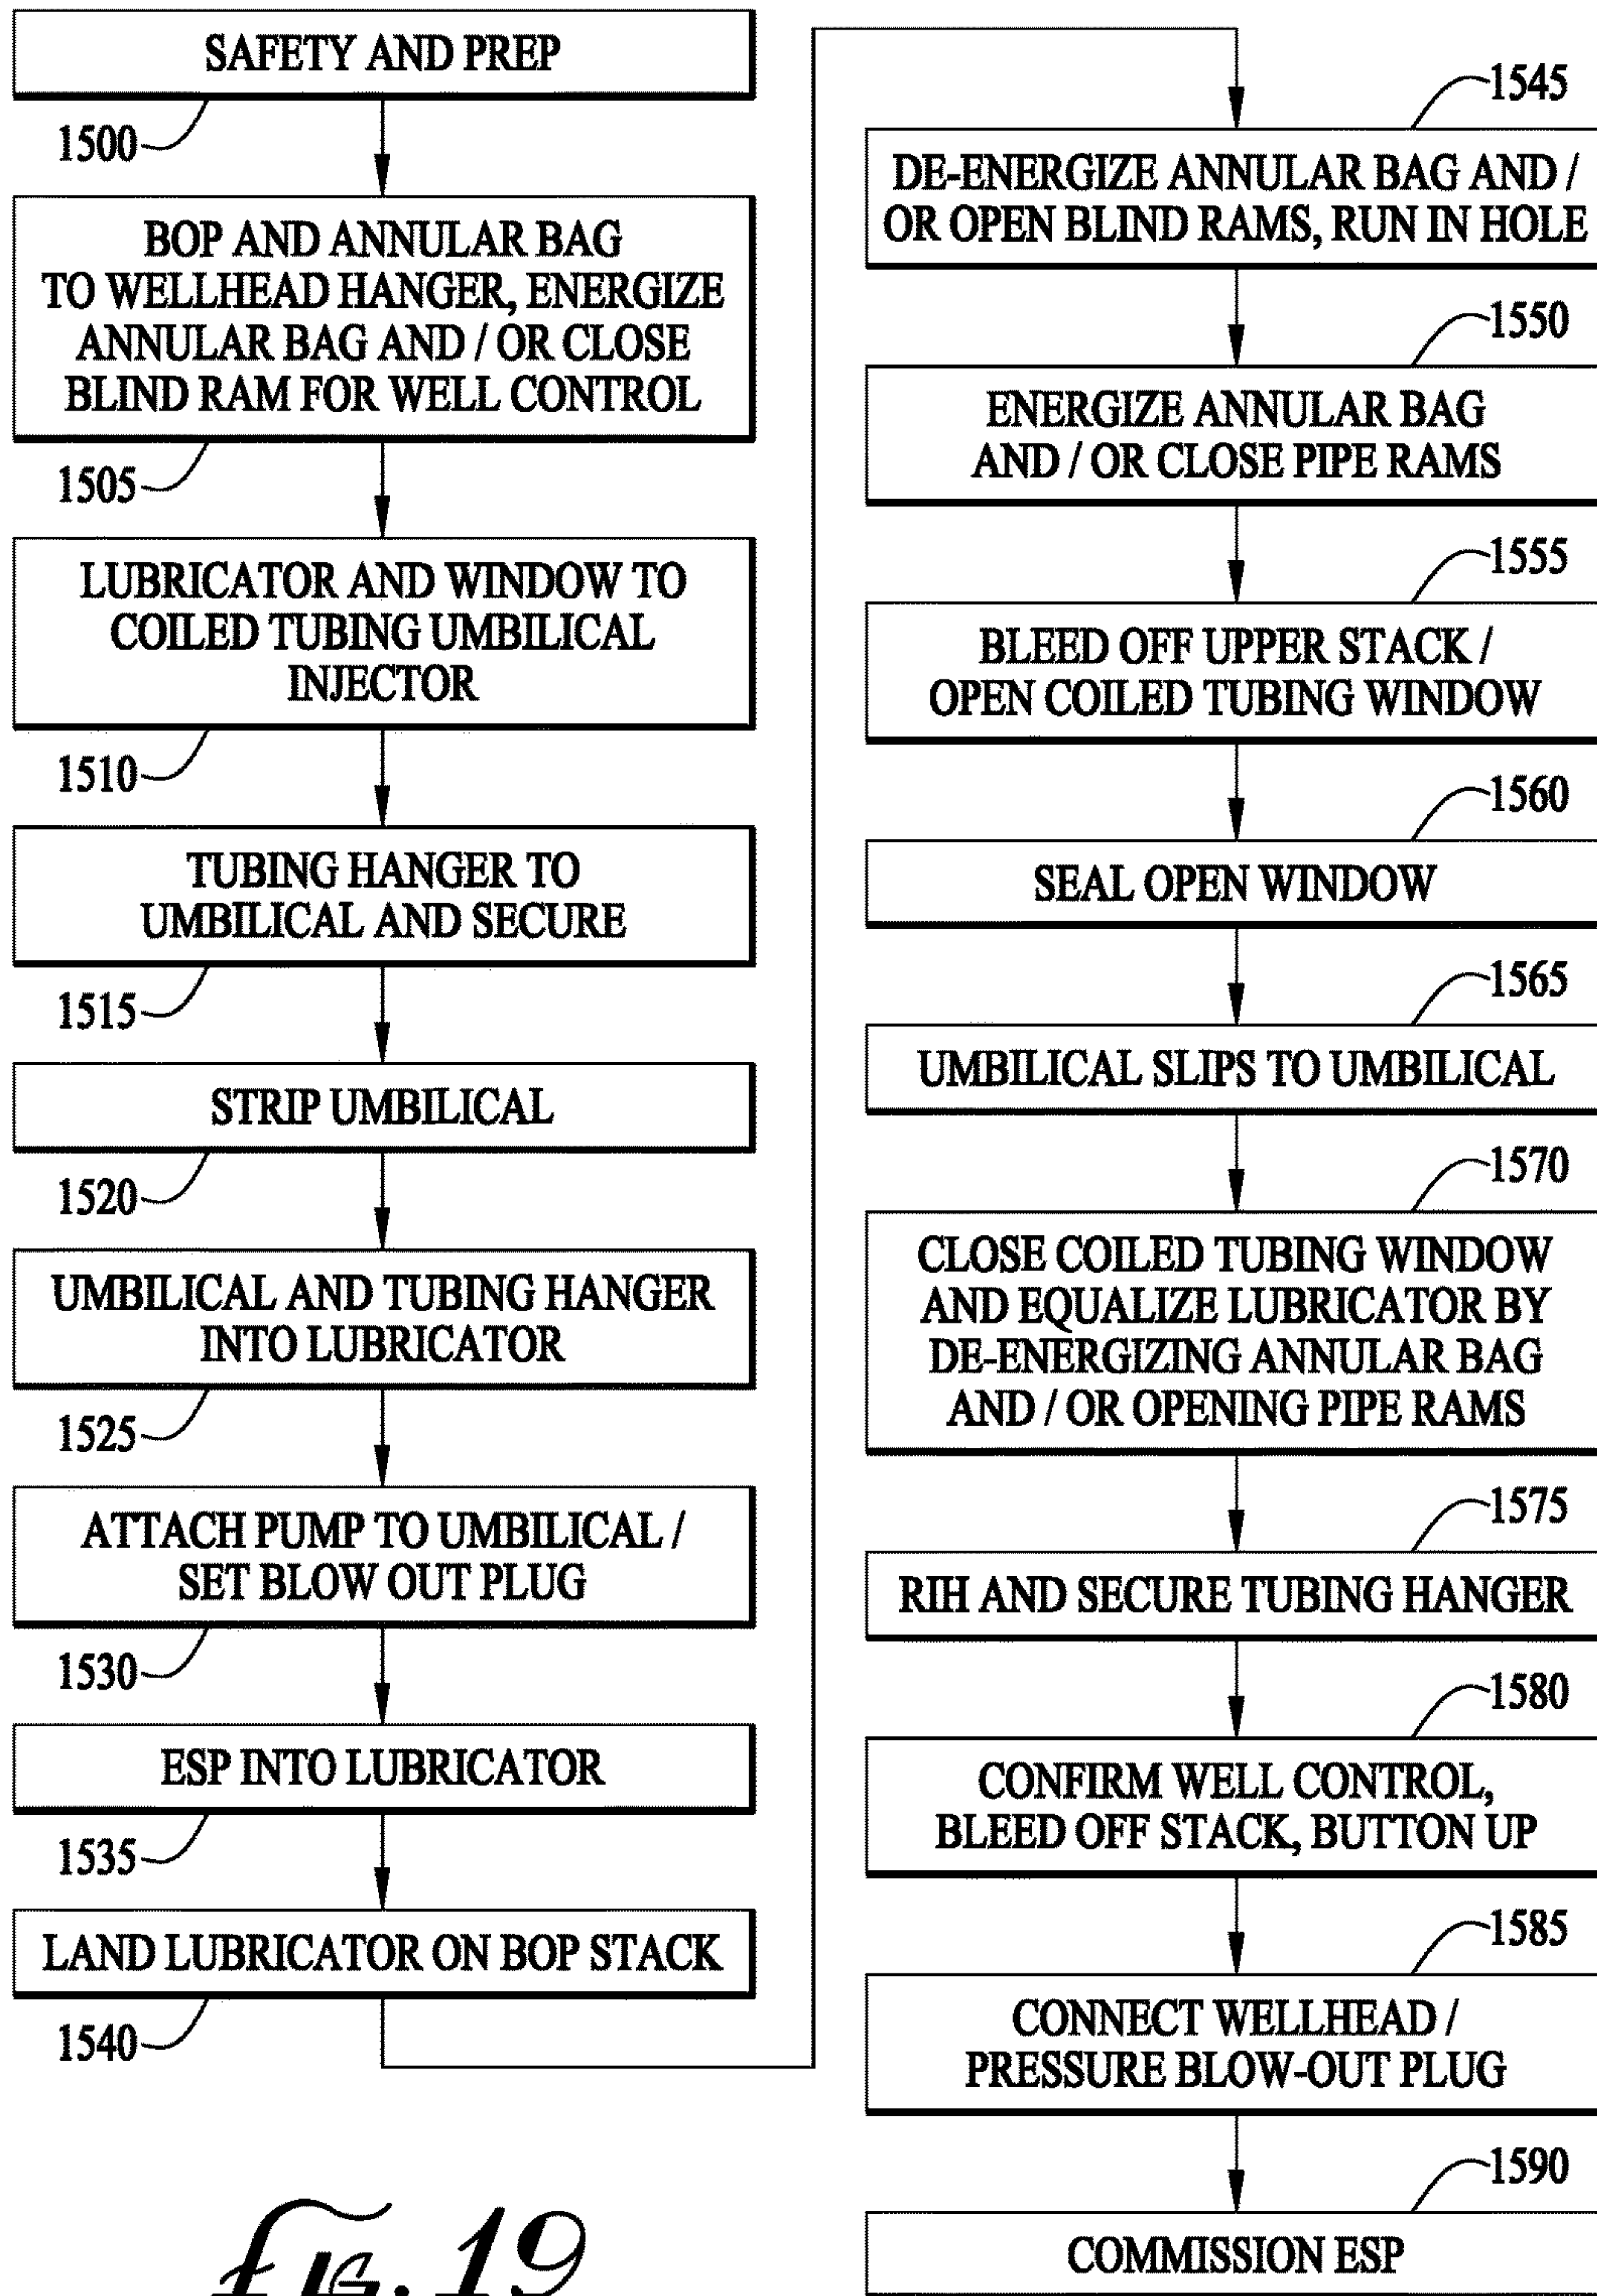 SAFETY AND PREP
1500
BOP AND ANNULAR BAG
TO WELLHEAD HANGER, ENERGIZE
ANNULAR BAG AND / OR CLOSE
BLIND RAM FOR WELL CONTROL
1505
LUBRICATOR AND WINDOW TO
COILED TUBING UMBILICAL
INJECTOR
1510
TUBING HANGER TO
UMBILICAL AND SECURE
1515
STRIP UMBILICAL
1520
UMBILICAL AND TUBING HANGER
INTO LUBRICATOR
1525
ATTACH PUMP TO UMBILICAL /
SET BLOW OUT PLUG
1530
ESP INTO LUBRICATOR
1535
LAND LUBRICATOR ON BOP STACK
1540
1545
DE-ENERGIZE ANNULAR BAG AND /
OR OPEN BLIND RAMS, RUN IN HOLE
1550
ENERGIZE ANNULAR BAG
AND / OR CLOSE PIPE RAMS
1555
BLEED OFF UPPER STACK /
OPEN COILED TUBING WINDOW
1560
SEAL OPEN WINDOW
1565
UMBILICAL SLIPS TO UMBILICAL
1570
CLOSE COILED TUBING WINDOW
AND EQUALIZE LUBRICATOR BY
DE-ENERGIZING ANNULAR BAG
AND / OR OPENING PIPE RAMS
1575
RIH AND SECURE TUBING HANGER
1580
CONFIRM WELL CONTROL,
BLEED OFF STACK, BUTTON UP
1585
CONNECT WELLHEAD /
PRESSURE BLOW-OUT PLUG
1590
COMMISSION ESP
FIG. 19